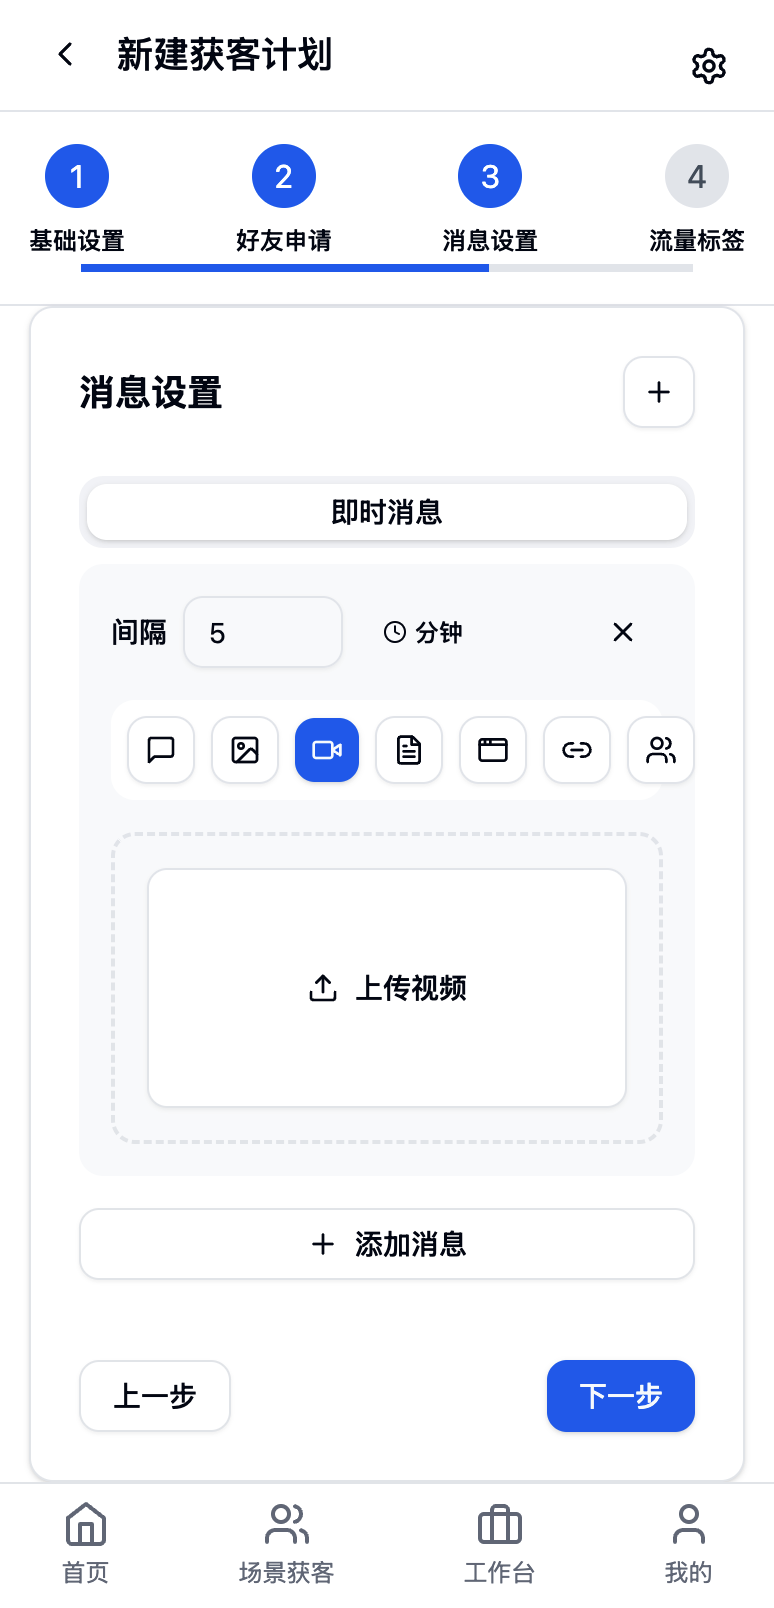 新建获客计划
1
2
3
4
基础设置
好友申请
消息设置
流量标签
消息设置
即时消息
间隔
5
分钟
上传视频
添加消息
上一步
下一步
首页
场景获客
工作台
我的